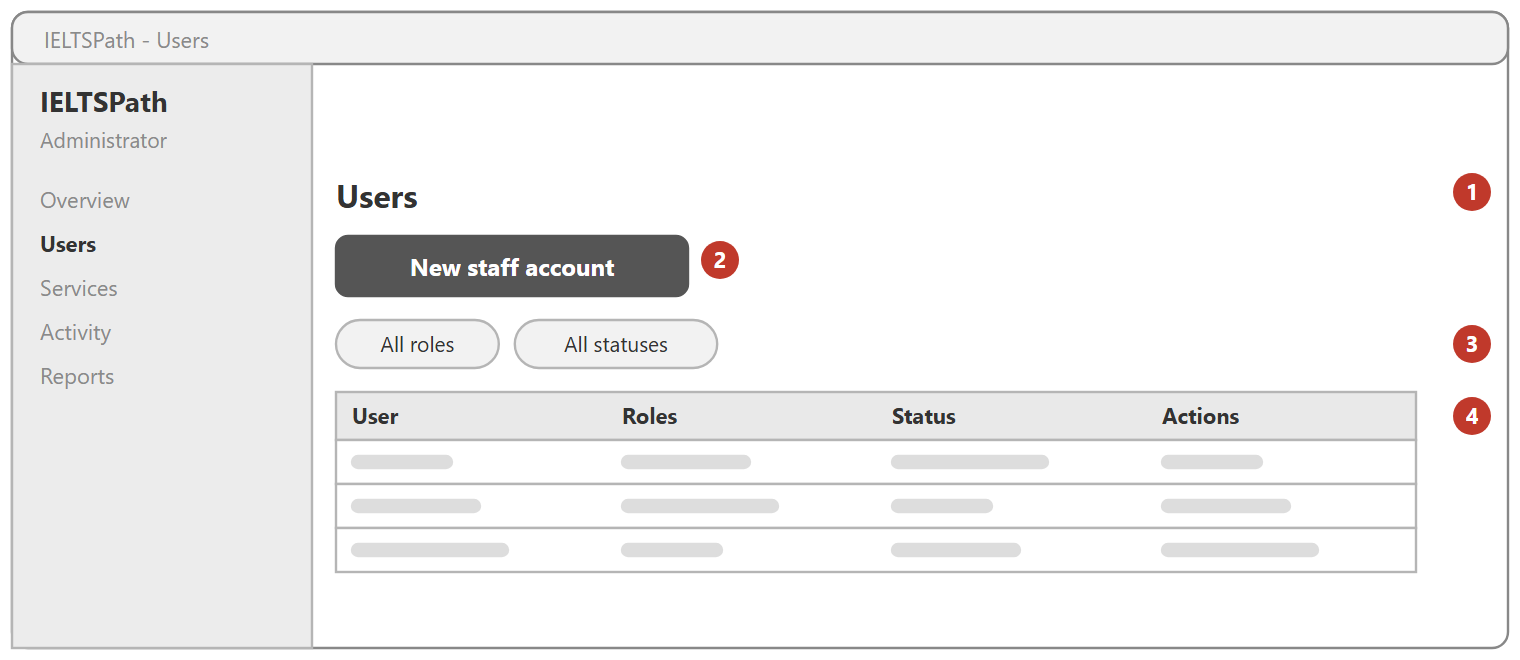 IELTSPath - Users
IELTSPath
Administrator
Overview
Users
Services
Activity
Reports
Users
1
New staff account
2
All roles
All statuses
3
User Roles Status Actions
4